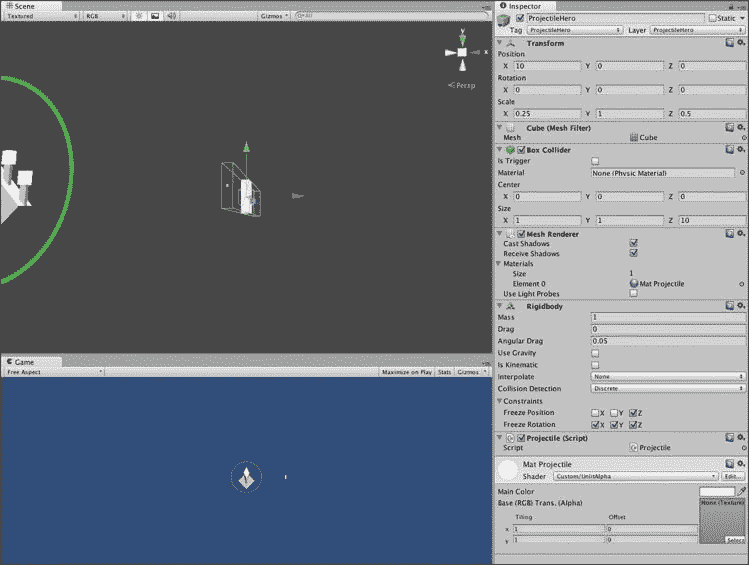 Scene
Textured RGB Gizmos All
y
x
Persp
Game
Free Aspect Maximize on Play Stats Gizmos
Inspector
ProjectileHero Static
Tag ProjectileHero Layer ProjectileHero
Transform
Position
X 10 Y 0 Z 0
Rotation
X 0 Y 0 Z 0
Scale
X 0.25 Y 1 Z 0.5
Cube (Mesh Filter)
Mesh Cube
Box Collider
Is Trigger
Material None (Physic Material)
Center
X 0 Y 0 Z 0
Size
X 1 Y 1 Z 10
Mesh Renderer
Cast Shadows
Receive Shadows
Materials
Size 1
Element 0 Mat Projectile
Use Light Probes
Rigidbody
Mass 1
Drag 0
Angular Drag 0.05
Use Gravity
Is Kinematic
Interpolate None
Collision Detection Discrete
Constraints
Freeze Position X Y Z
Freeze Rotation X Y Z
Projectile (Script)
Script Projectile
Mat Projectile
Shader Custom/UnlitAlpha Edit...
Main Color
Base (RGB) Trans. (Alpha) None (Texture)
Tiling Offset
x 1 0
y 1 0 Select